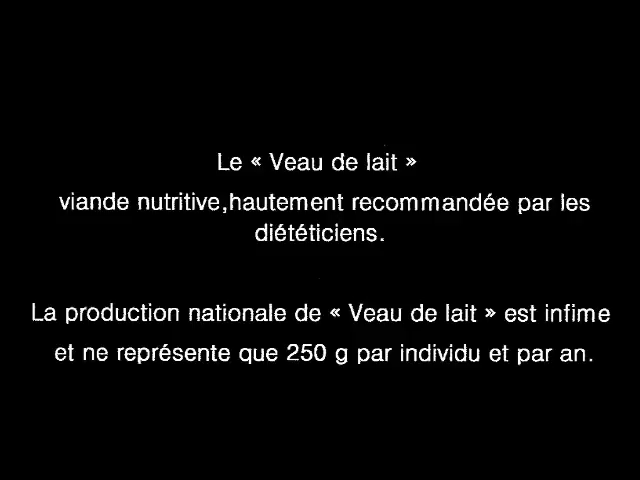 Le « Veau de lait »
viande nutritive,hautement recommandée par les
diététiciens.
La production nationale de « Veau de lait » est infime
et ne représente que 250 g par individu et par an.